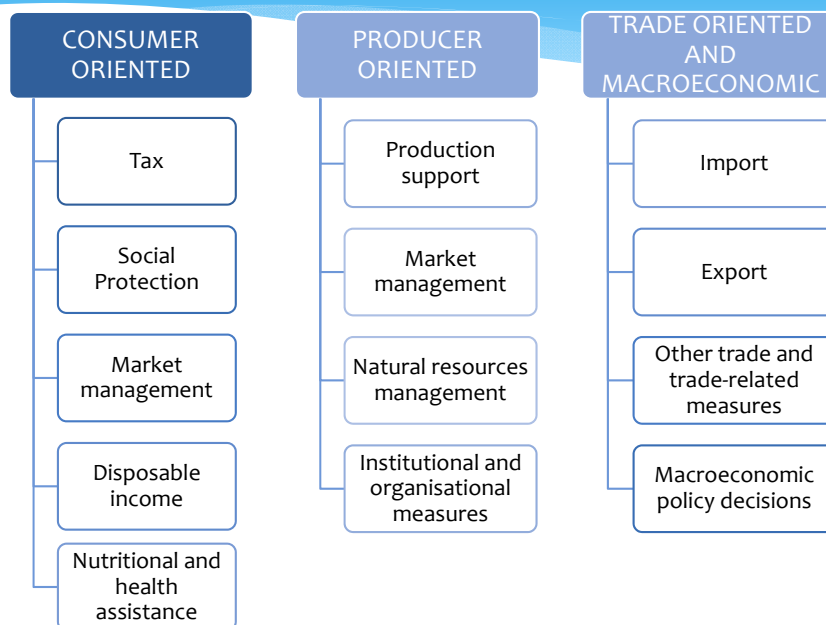 CONSUMER
ORIENTED
Tax
Social
Protection
Market
management
Disposable
income
Nutritional and
health
assistance
PRODUCER
ORIENTED
Production
support
Market
management
Natural resources
management
Institutional and
organisational
measures
TRADE ORIENTED
AND
MACROECONOMIC
Import
Export
Other trade and
trade-related
measures
Macroeconomic
policy decisions